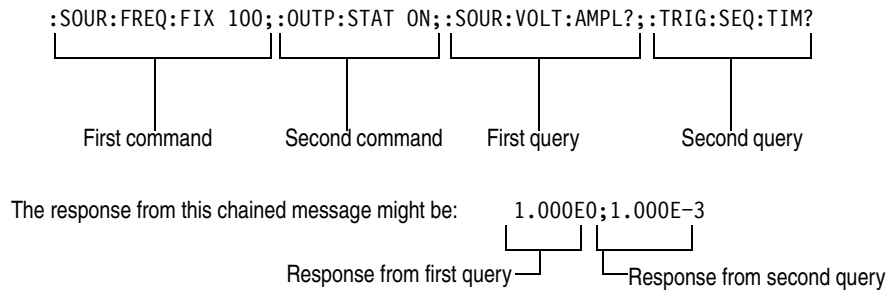 :SOUR:FREQ:FIX 100;:OUTP:STAT ON;:SOUR:VOLT:AMPL?;:TRIG:SEQ:TIM?
First command Second command First query Second query
The response from this chained message might be: 1.000E0;1.000E-3
Response from first query Response from second query